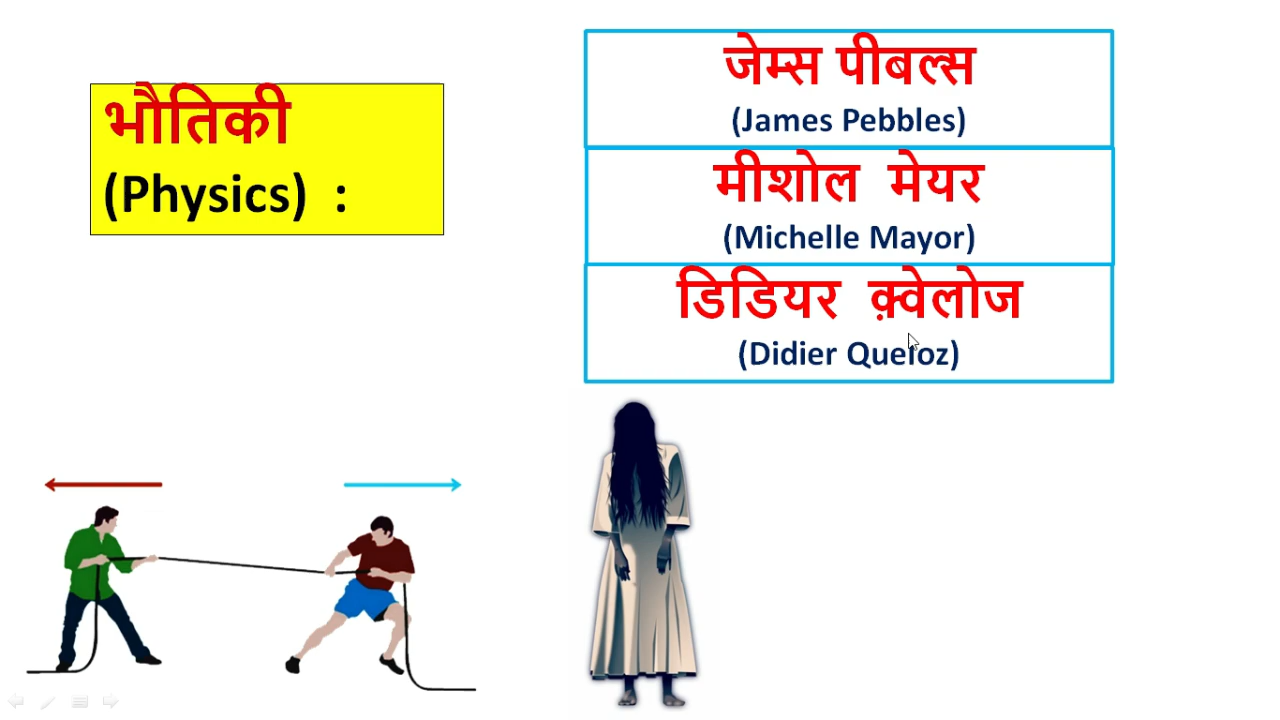 भौतिकी
(Physics) :
जेम्स पीबल्स
(James Pebbles)
मीशोल मेयर
(Michelle Mayor)
डिडियर क़्वेलोज
(Didier Queloz)